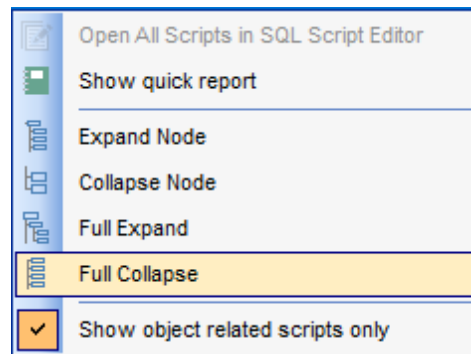 Open All Scripts in SQL Script Editor
Show quick report
Expand Node
Collapse Node
Full Expand
Full Collapse
Show object related scripts only